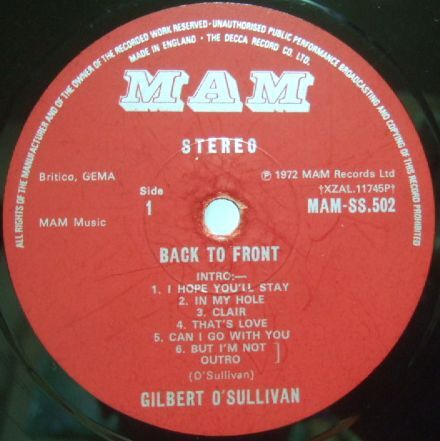 ALL RIGHTS OF THE MANUFACTURER AND OF THE OWNER OF THE RECORDED WORK RESERVED - UNAUTHORISED PUBLIC PERFORMANCE BROADCASTING AND COPYING OF THIS RECORD PROHIBITED
MADE IN ENGLAND • THE DECCA RECORD CO. LTD.
MAM
STEREO
Britico, GEMA
℗ 1972 MAM Records Ltd
Side
†XZAL.11745P†
MAM Music
1
MAM-SS.502
BACK TO FRONT
INTRO:—
1. I HOPE YOU'LL STAY
2. IN MY HOLE
3. CLAIR
4. THAT'S LOVE
5. CAN I GO WITH YOU
6. BUT I'M NOT ]
OUTRO
(O'Sullivan)
GILBERT O'SULLIVAN